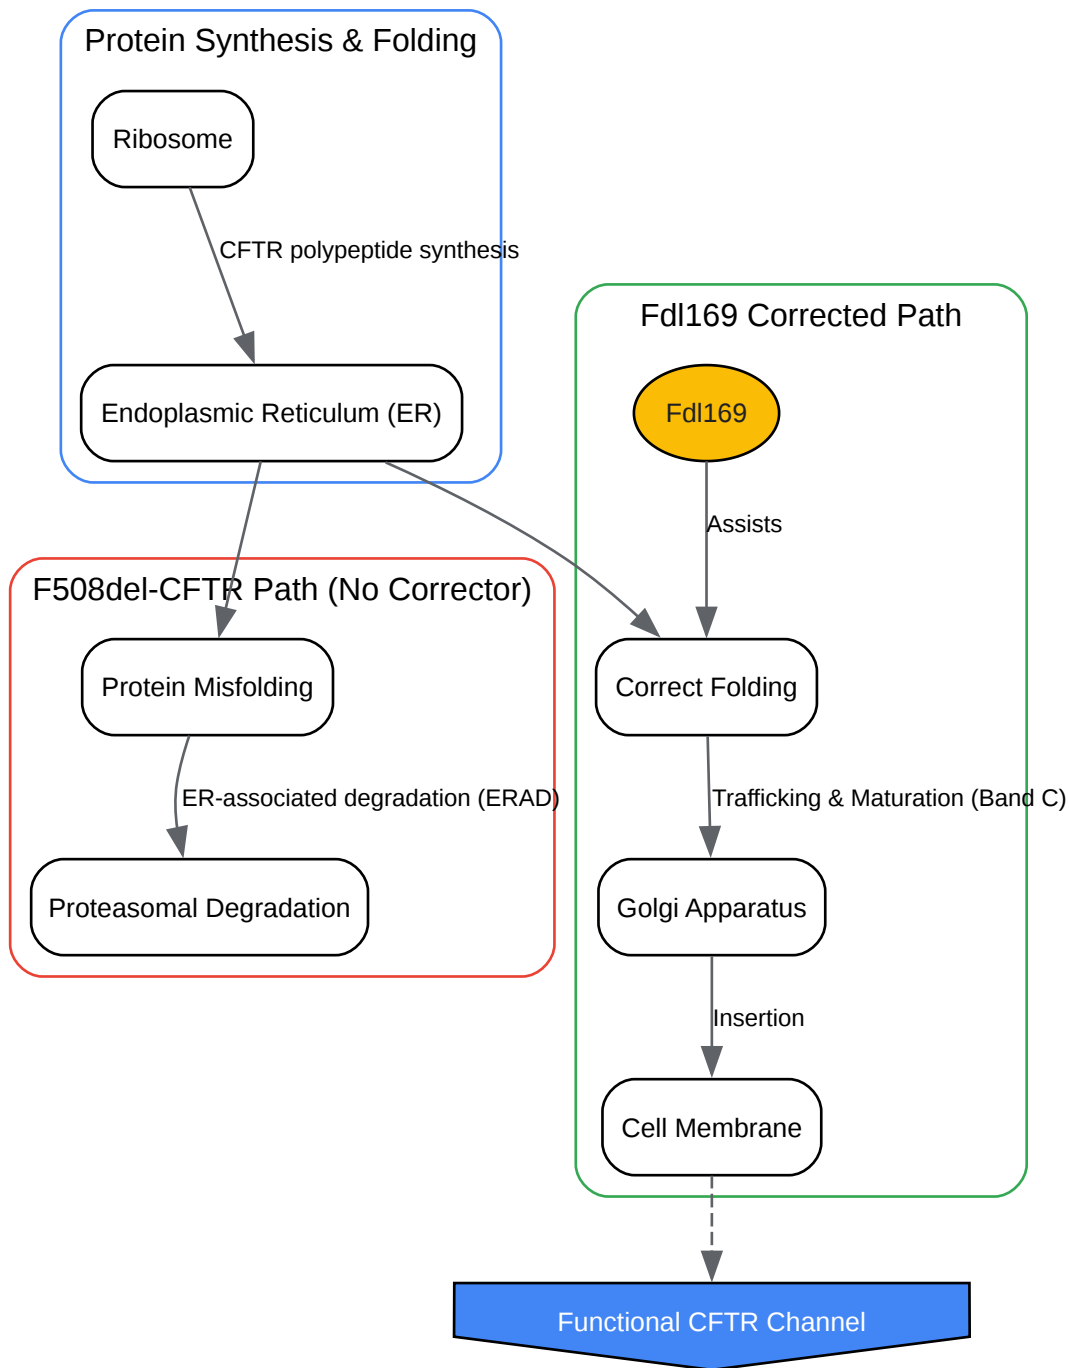 Protein Synthesis & Folding
Ribosome
CFTR polypeptide synthesis
Endoplasmic Reticulum (ER)
Fdl169 Corrected Path
Fdl169
Assists
F508del-CFTR Path (No Corrector)
Protein Misfolding
Correct Folding
ER-associated degradation (ERAD)
Trafficking & Maturation (Band C)
Proteasomal Degradation
Golgi Apparatus
Insertion
Cell Membrane
Functional CFTR Channel